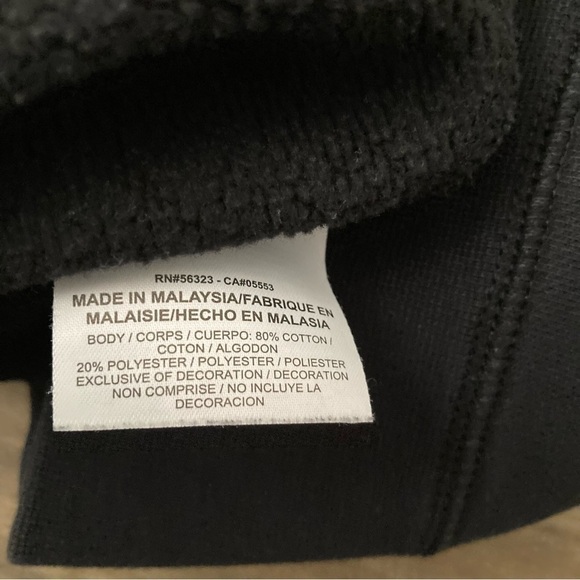 RN#56323 - CA#05553
MADE IN MALAYSIA/FABRIQUE EN
MALAISIE/HECHO EN MALASIA
BODY / CORPS / CUERPO: 80% COTTON /
COTON / ALGODON
20% POLYESTER / POLYESTER / POLIESTER
EXCLUSIVE OF DECORATION / DECORATION
NON COMPRISE / NO INCLUYE LA
DECORACION